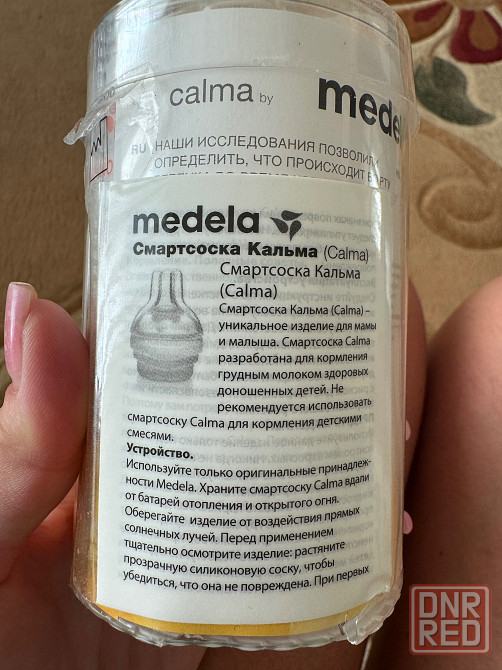 calma by medela
RU НАШИ ИССЛЕДОВАНИЯ ПОЗВОЛИЛИ
ОПРЕДЕЛИТЬ, ЧТО ПРОИСХОДИТ В РТУ
medela
Смартсоска Кальма (Calma)
Смартсоска Кальма
(Calma)
Смартсоска Кальма (Calma) –
уникальное изделие для мамы
и малыша. Смартсоска Calma
разработана для кормления
грудным молоком здоровых
доношенных детей. Не
рекомендуется использовать
смартсоску Calma для кормления детскими
смесями.
Устройство.
Используйте только оригинальные принадлеж-
ности Medela. Храните смартсоску Calma вдали
от батарей отопления и открытого огня.
Оберегайте изделие от воздействия прямых
солнечных лучей. Перед применением
тщательно осмотрите изделие: растяните
прозрачную силиконовую соску, чтобы
убедиться, что она не повреждена. При первых
DNR
RED